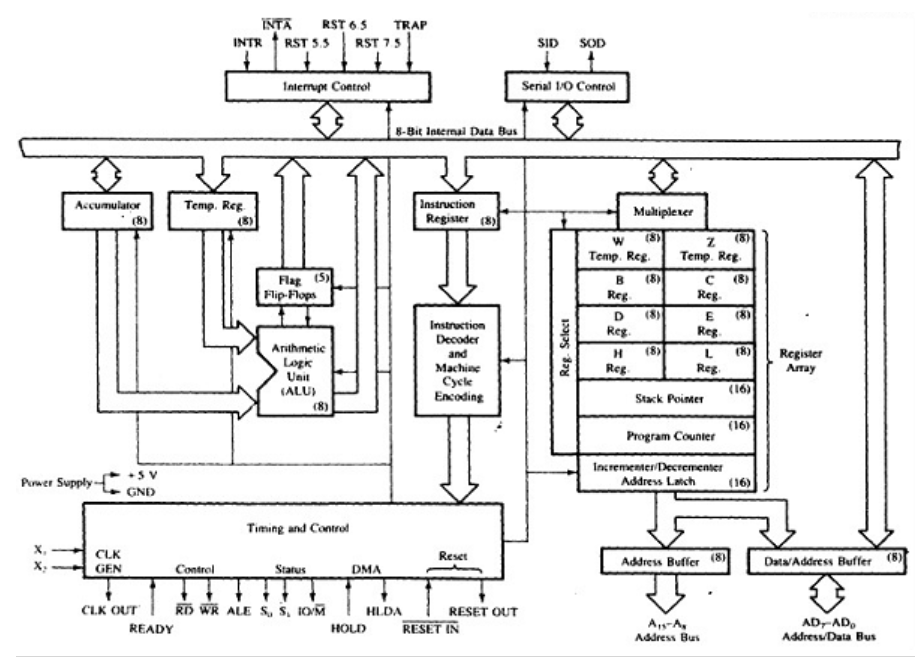 INTA
RST 6.5 TRAP
INTR RST 5.5 RST 7.5
SID SOD
Interrupt Control
Serial I/O Control
8-Bit Internal Data Bus
Accumulator
(8)
Temp. Reg.
(8)
Instruction
Register (8)
Multiplexer
Flag (5)
Flip-Flops
Arithmetic
Logic
Unit
(ALU)
(8)
Instruction
Decoder
and
Machine
Cycle
Encoding
Reg. Select
W (8)
Temp. Reg.
Z (8)
Temp. Reg.
B (8)
Reg.
C (8)
Reg.
D (8)
Reg.
E (8)
Reg.
H (8)
Reg.
L (8)
Reg.
(16)
Stack Pointer
(16)
Program Counter
Incrementer/Decrementer
Address Latch (16)
Register
Array
Power Supply
+5 V
GND
Timing and Control
X₁
X₂
CLK
GEN
Control Status DMA Reset
CLK OUT RD WR ALE S₀ S₁ IO/M HLDA RESET OUT
READY HOLD RESET IN
Address Buffer (8)
Data/Address Buffer (8)
A₁₅-A₈
Address Bus
AD₇-AD₀
Address/Data Bus